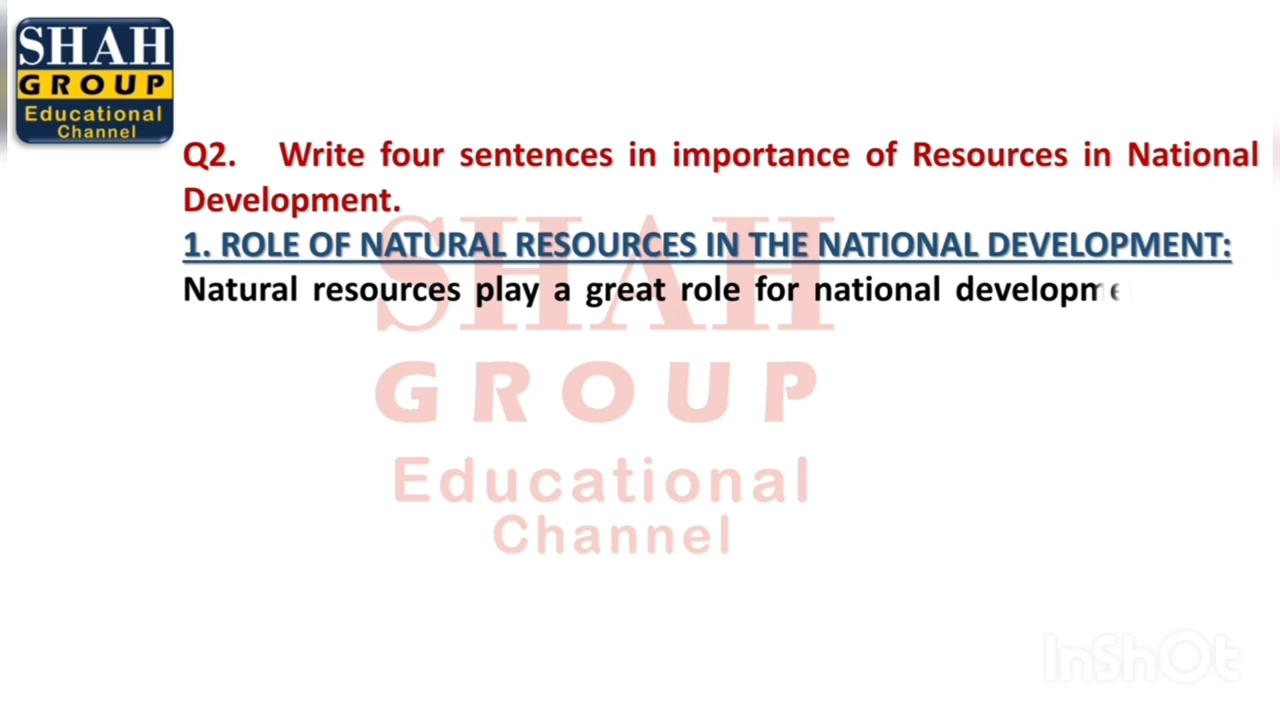 SHAH
GROUP
Educational
Channel
Q2. Write four sentences in importance of Resources in National
Development.
1. ROLE OF NATURAL RESOURCES IN THE NATIONAL DEVELOPMENT:
Natural resources play a great role for national
SHAH
GROUP
Educational
Channel
InShOt